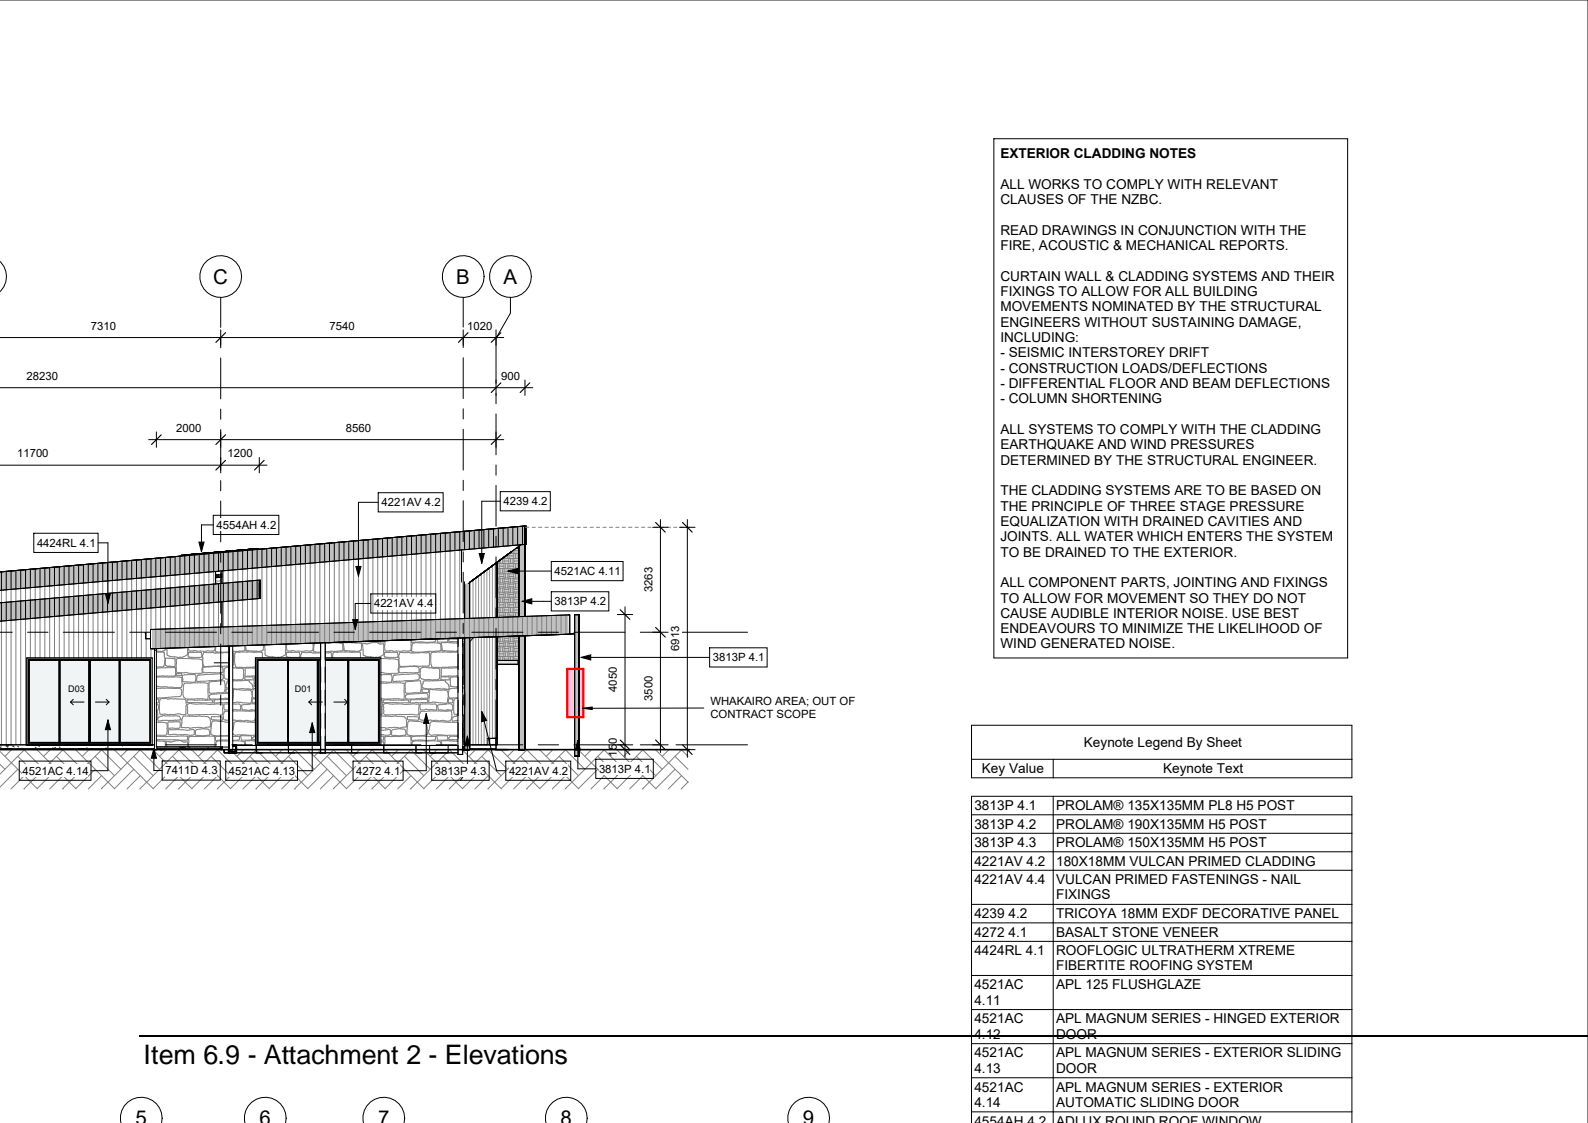 EXTERIOR CLADDING NOTES
ALL WORKS TO COMPLY WITH RELEVANT
CLAUSES OF THE NZBC.
READ DRAWINGS IN CONJUNCTION WITH THE
FIRE, ACOUSTIC & MECHANICAL REPORTS.
CURTAIN WALL & CLADDING SYSTEMS AND THEIR
FIXINGS TO ALLOW FOR ALL BUILDING
MOVEMENTS NOMINATED BY THE STRUCTURAL
ENGINEERS WITHOUT SUSTAINING DAMAGE,
INCLUDING:
- SEISMIC INTERSTOREY DRIFT
- CONSTRUCTION LOADS/DEFLECTIONS
- DIFFERENTIAL FLOOR AND BEAM DEFLECTIONS
- COLUMN SHORTENING
ALL SYSTEMS TO COMPLY WITH THE CLADDING
EARTHQUAKE AND WIND PRESSURES
DETERMINED BY THE STRUCTURAL ENGINEER.
THE CLADDING SYSTEMS ARE TO BE BASED ON
THE PRINCIPLE OF THREE STAGE PRESSURE
EQUALIZATION WITH DRAINED CAVITIES AND
JOINTS. ALL WATER WHICH ENTERS THE SYSTEM
TO BE DRAINED TO THE EXTERIOR.
ALL COMPONENT PARTS, JOINTING AND FIXINGS
TO ALLOW FOR MOVEMENT SO THEY DO NOT
CAUSE AUDIBLE INTERIOR NOISE. USE BEST
ENDEAVOURS TO MINIMIZE THE LIKELIHOOD OF
WIND GENERATED NOISE.
C B A
7310 7540 1020
28230 900
2000 8560
11700 1200
4221AV 4.2 4239 4.2
4554AH 4.2
4424RL 4.1
4521AC 4.11
3263
3813P 4.2
4221AV 4.4
6913
3813P 4.1
4050
3500
D03 D01
WHAKAIRO AREA; OUT OF
CONTRACT SCOPE
150
4521AC 4.14 7411D 4.3 4521AC 4.13 4272 4.1 3813P 4.3 4221AV 4.2 3813P 4.1
Keynote Legend By Sheet
Key Value Keynote Text
3813P 4.1 PROLAM® 135X135MM PL8 H5 POST
3813P 4.2 PROLAM® 190X135MM H5 POST
3813P 4.3 PROLAM® 150X135MM H5 POST
4221AV 4.2 180X18MM VULCAN PRIMED CLADDING
4221AV 4.4 VULCAN PRIMED FASTENINGS - NAIL
FIXINGS
4239 4.2 TRICOYA 18MM EXDF DECORATIVE PANEL
4272 4.1 BASALT STONE VENEER
4424RL 4.1 ROOFLOGIC ULTRATHERM XTREME
FIBERTITE ROOFING SYSTEM
4521AC APL 125 FLUSHGLAZE
4.11
4521AC APL MAGNUM SERIES - HINGED EXTERIOR
4.12 DOOR
4521AC APL MAGNUM SERIES - EXTERIOR SLIDING
4.13 DOOR
4521AC APL MAGNUM SERIES - EXTERIOR
4.14 AUTOMATIC SLIDING DOOR
4554AH 4.2 ADLUX ROUND ROOF WINDOW
Item 6.9 - Attachment 2 - Elevations
5 6 7 8 9